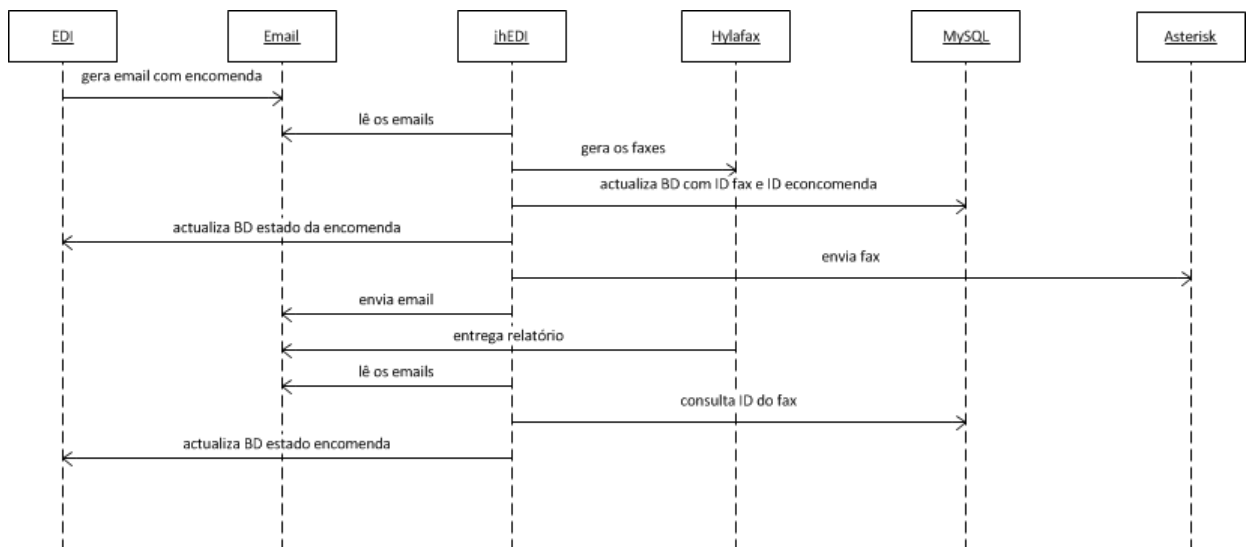 EDI
Email
jhEDI
Hylafax
MySQL
Asterisk
gera email com encomenda
lê os emails
gera os faxes
actualiza BD com ID fax e ID econcomenda
actualiza BD estado da encomenda
envia fax
envia email
entrega relatório
lê os emails
consulta ID do fax
actualiza BD estado encomenda